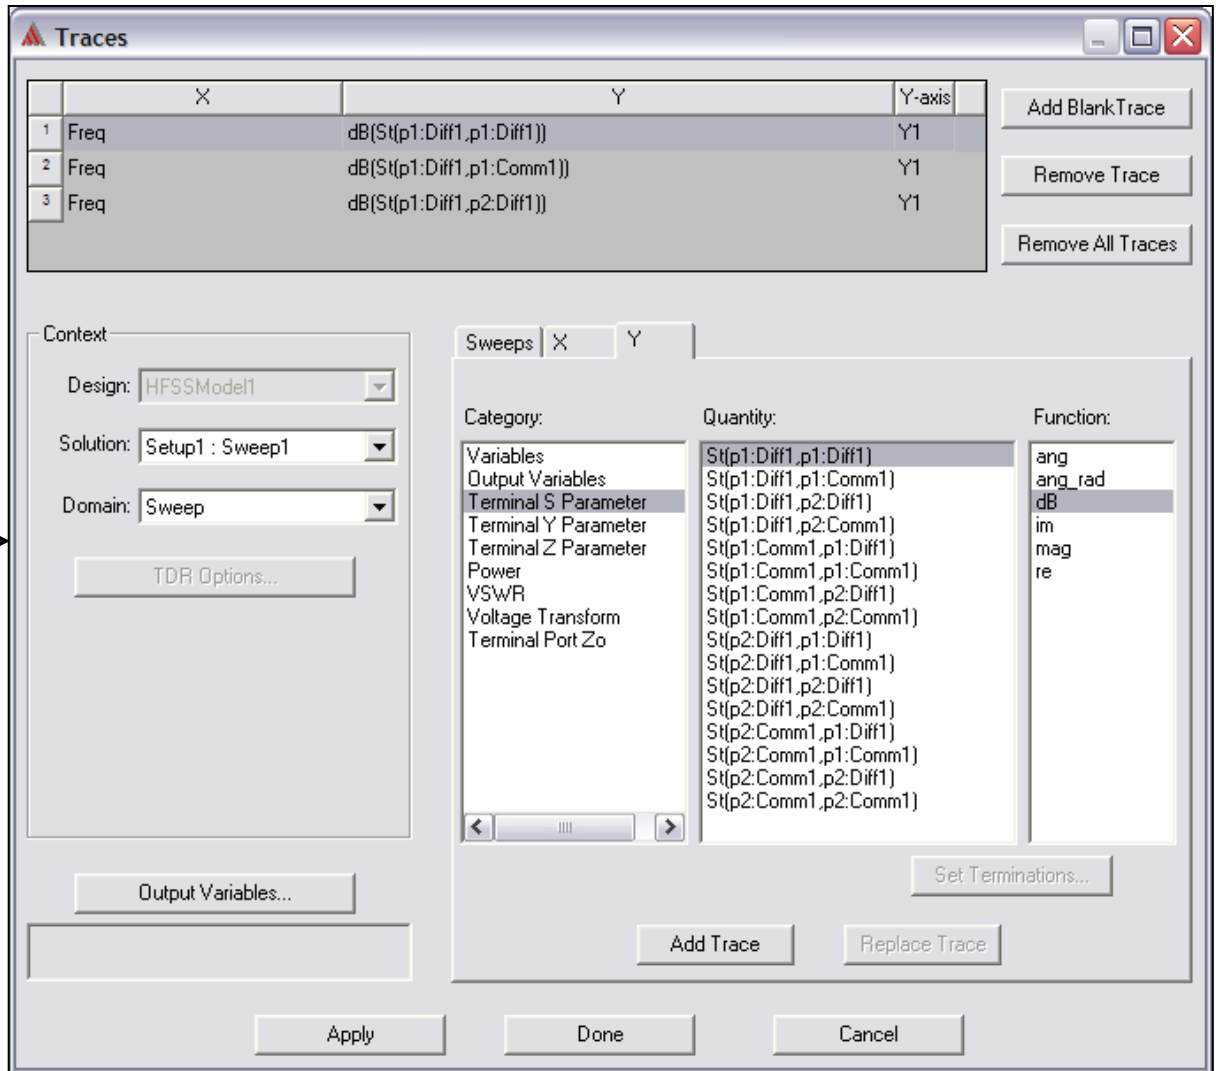 Traces
X Y Y-axis
1 Freq dB(St(p1:Diff1,p1:Diff1)) Y1
2 Freq dB(St(p1:Diff1,p1:Comm1)) Y1
3 Freq dB(St(p1:Diff1,p2:Diff1)) Y1
Add BlankTrace
Remove Trace
Remove All Traces
Context
Design: HFSSModel1
Solution: Setup1 : Sweep1
Domain: Sweep
TDR Options...
Output Variables...
Sweeps X Y
Category:
Variables
Output Variables
Terminal S Parameter
Terminal Y Parameter
Terminal Z Parameter
Power
VSWR
Voltage Transform
Terminal Port Zo
Quantity:
St(p1:Diff1,p1:Diff1)
St(p1:Diff1,p1:Comm1)
St(p1:Diff1,p2:Diff1)
St(p1:Diff1,p2:Comm1)
St(p1:Comm1,p1:Diff1)
St(p1:Comm1,p1:Comm1)
St(p1:Comm1,p2:Diff1)
St(p1:Comm1,p2:Comm1)
St(p2:Diff1,p1:Diff1)
St(p2:Diff1,p1:Comm1)
St(p2:Diff1,p2:Diff1)
St(p2:Diff1,p2:Comm1)
St(p2:Comm1,p1:Diff1)
St(p2:Comm1,p1:Comm1)
St(p2:Comm1,p2:Diff1)
St(p2:Comm1,p2:Comm1)
Function:
ang
ang_rad
dB
im
mag
re
Set Terminations...
Add Trace
Replace Trace
Apply
Done
Cancel